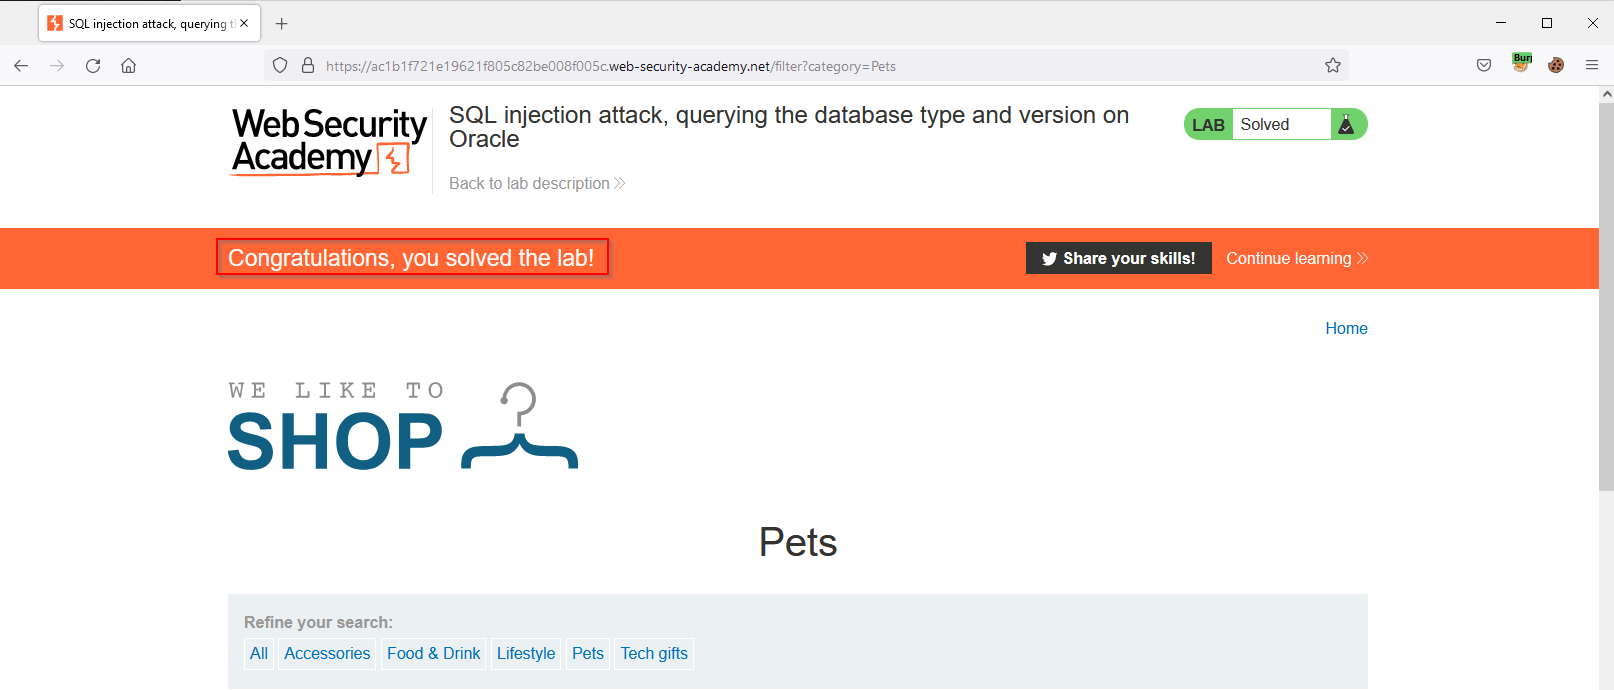 SQL injection attack, querying t
https://ac1b1f721e19621f805c82be008f005c.web-security-academy.net/filter?category=Pets
Bur
Web Security
Academy
SQL injection attack, querying the database type and version on
Oracle
LAB Solved
Back to lab description
Congratulations, you solved the lab!
Share your skills!
Continue learning
Home
WE LIKE TO
SHOP
Pets
Refine your search:
All Accessories Food & Drink Lifestyle Pets Tech gifts